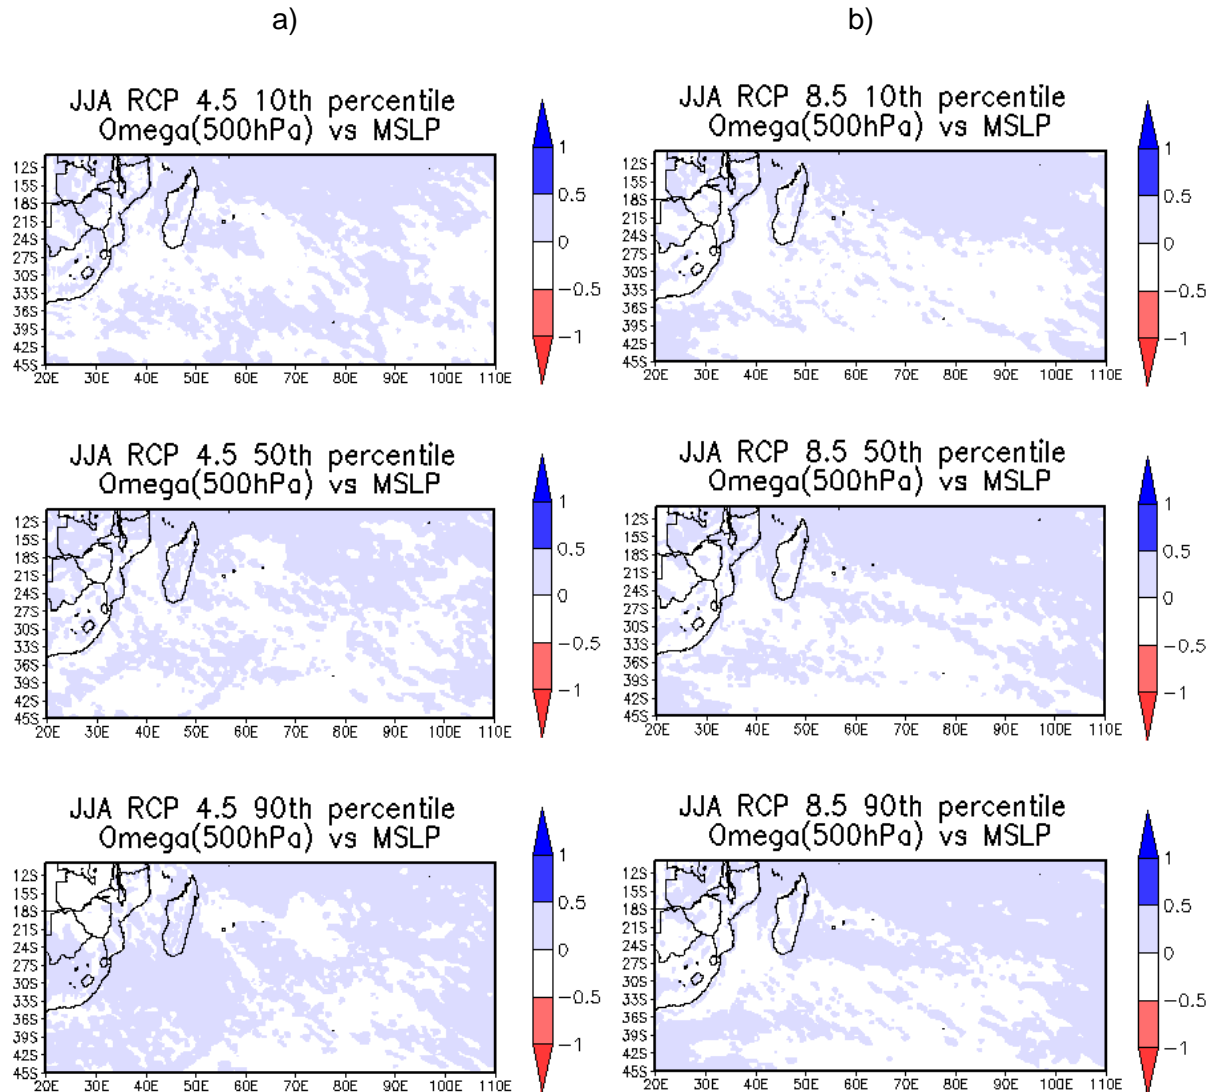 a)
b)
JJA RCP 4.5 10th percentile
Omega(500hPa) vs MSLP
12S
15S
18S
21S
24S
27S
30S
33S
36S
39S
42S
45S
20E 30E 40E 50E 60E 70E 80E 90E 100E 110E
1
0.5
0
−0.5
−1
JJA RCP 8.5 10th percentile
Omega(500hPa) vs MSLP
12S
15S
18S
21S
24S
27S
30S
33S
36S
39S
42S
45S
20E 30E 40E 50E 60E 70E 80E 90E 100E 110E
1
0.5
0
−0.5
−1
JJA RCP 4.5 50th percentile
Omega(500hPa) vs MSLP
12S
15S
18S
21S
24S
27S
30S
33S
36S
39S
42S
45S
20E 30E 40E 50E 60E 70E 80E 90E 100E 110E
1
0.5
0
−0.5
−1
JJA RCP 8.5 50th percentile
Omega(500hPa) vs MSLP
12S
15S
18S
21S
24S
27S
30S
33S
36S
39S
42S
45S
20E 30E 40E 50E 60E 70E 80E 90E 100E 110E
1
0.5
0
−0.5
−1
JJA RCP 4.5 90th percentile
Omega(500hPa) vs MSLP
12S
15S
18S
21S
24S
27S
30S
33S
36S
39S
42S
45S
20E 30E 40E 50E 60E 70E 80E 90E 100E 110E
1
0.5
0
−0.5
−1
JJA RCP 8.5 90th percentile
Omega(500hPa) vs MSLP
12S
15S
18S
21S
24S
27S
30S
33S
36S
39S
42S
45S
20E 30E 40E 50E 60E 70E 80E 90E 100E 110E
1
0.5
0
−0.5
−1